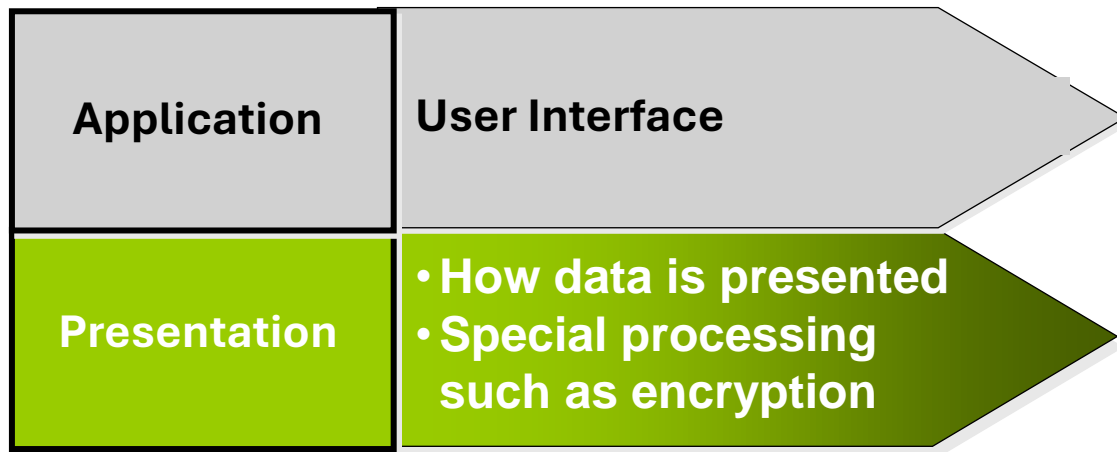 Application
User Interface
Presentation
• How data is presented
• Special processing
such as encryption